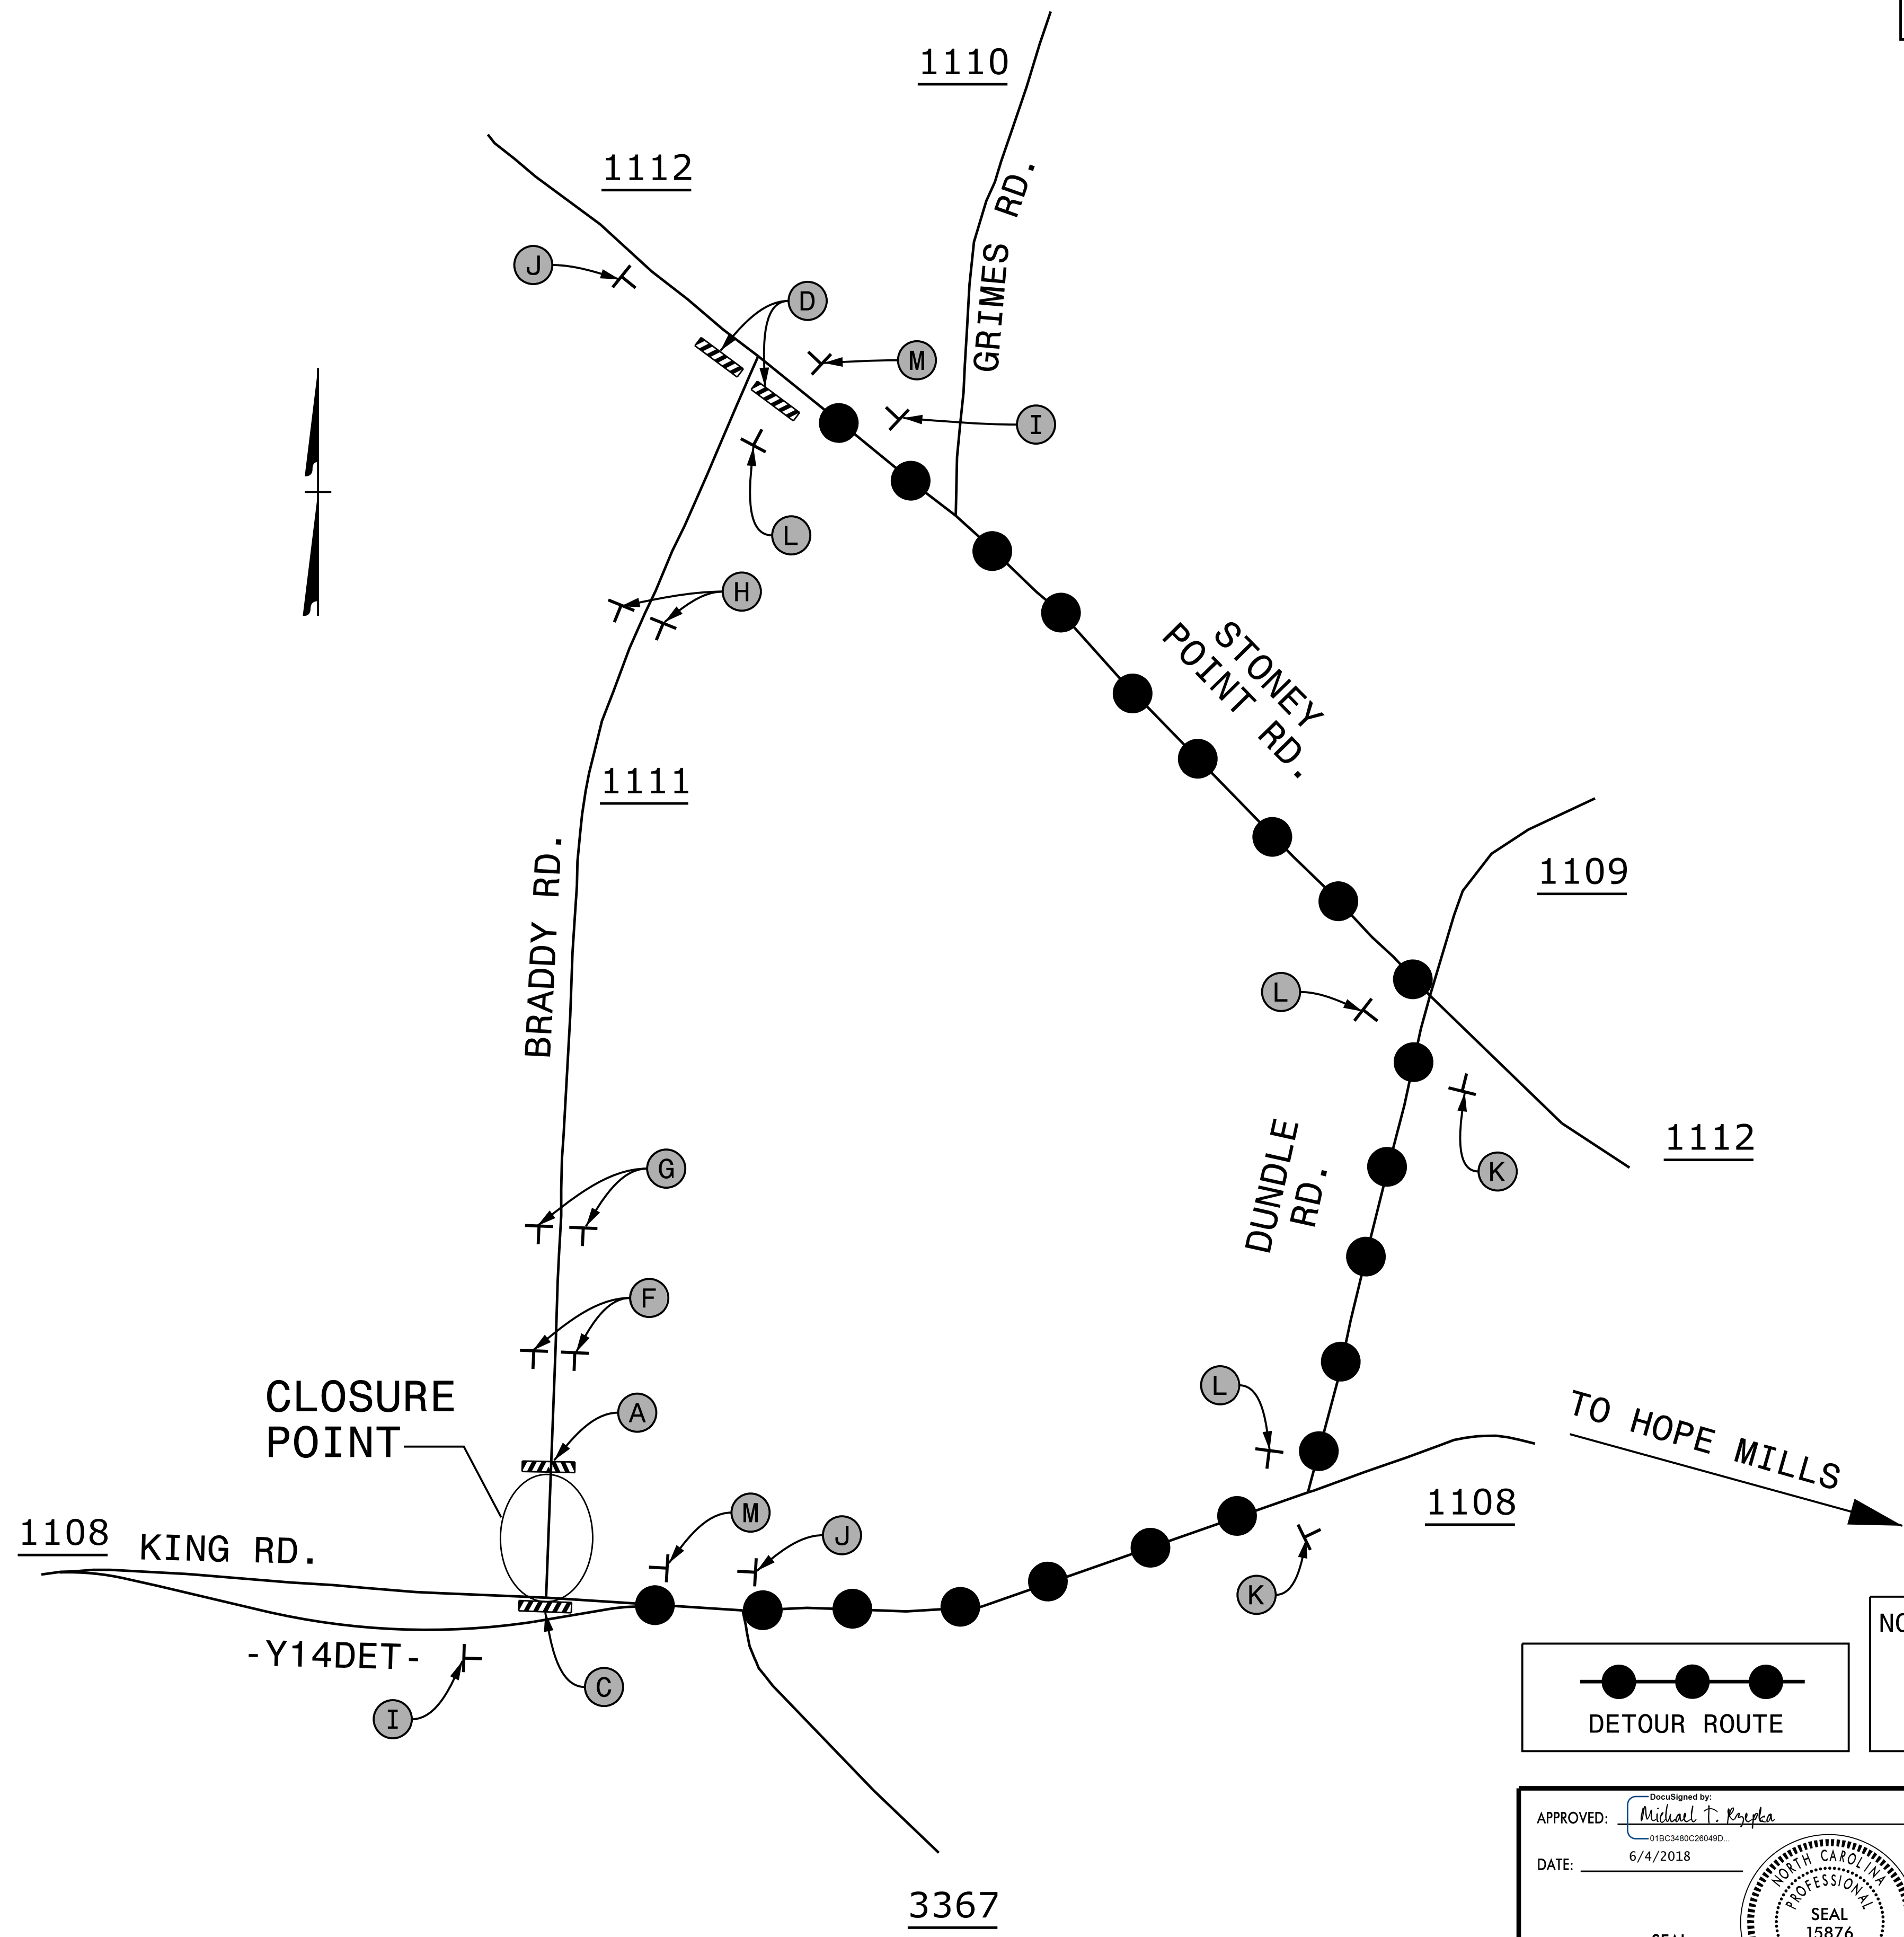 1110
1112
GRIMES RD.
J
D
M
I
L
H
STONEY
POINT RD.
1111
BRADDY RD.
1109
L
1112
K
DUNDLE
RD.
G
F
CLOSURE
POINT
A
L
TO HOPE MILLS
1108
KING RD.
M
J
1108
K
-Y14DET-
C
I
DETOUR ROUTE
3367
APPROVED:
DocuSigned by:
Michael T. Rzepka
01BC3480C26049D...
DATE:
6/4/2018
NORTH CAROLINA
PROFESSIONAL
SEAL
15876